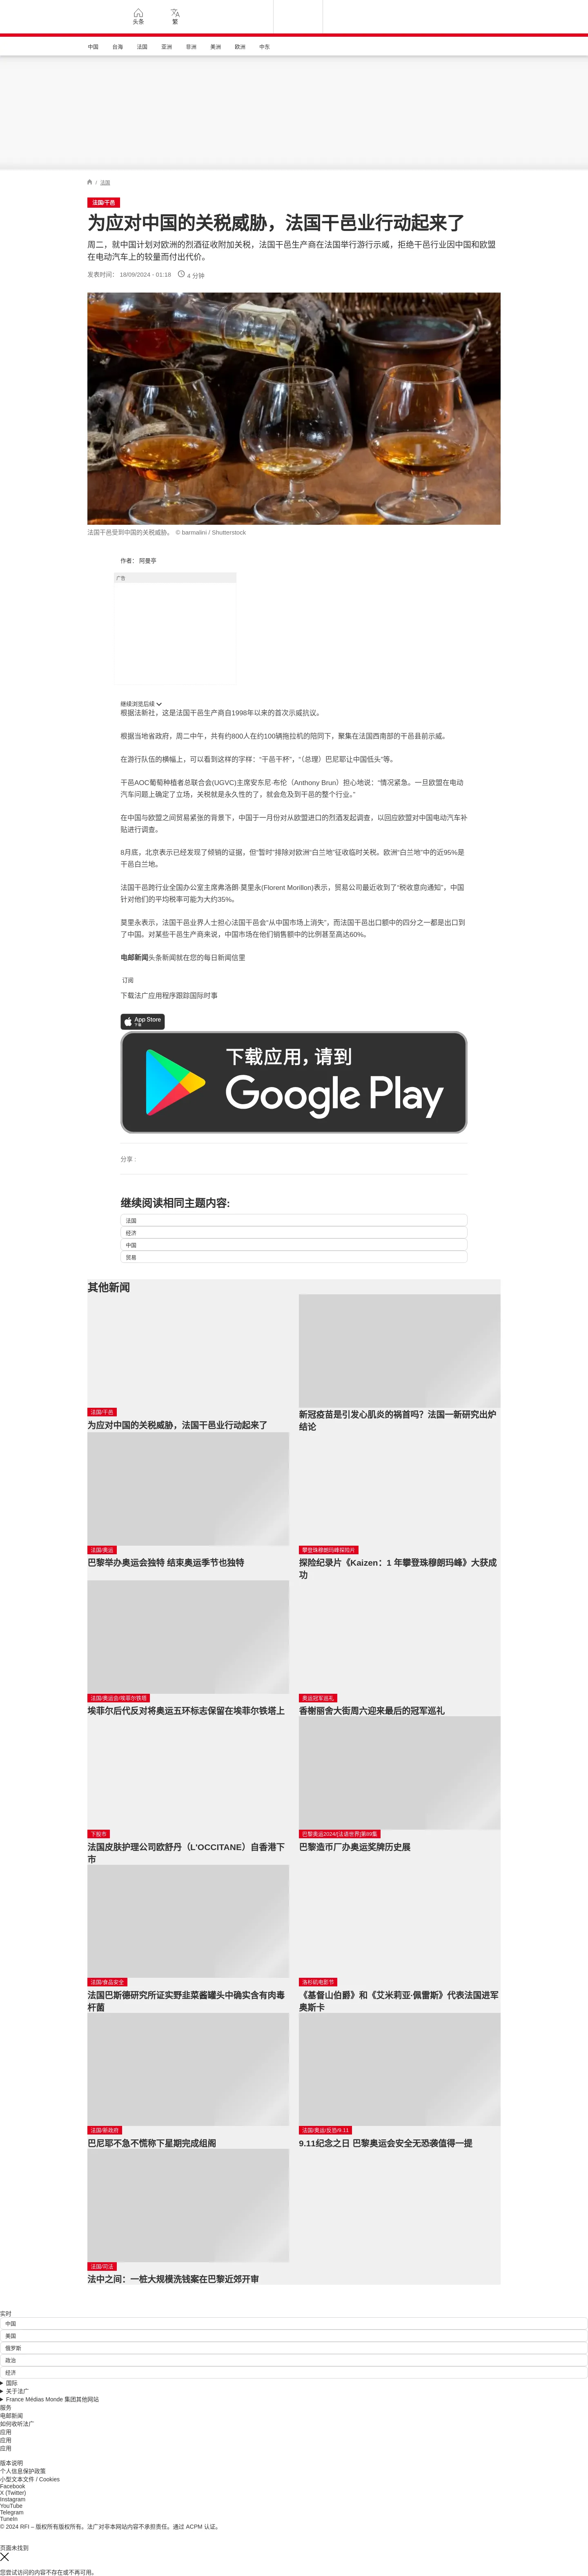 头条
繁
中国
台海
法国
亚洲
非洲
美洲
欧洲
中东
/ 法国
法国/干邑
为应对中国的关税威胁，法国干邑业行动起来了
周二，就中国计划对欧洲的烈酒征收附加关税，法国干邑生产商在法国举行游行示威，拒绝干邑行业因中国和欧盟
在电动汽车上的较量而付出代价。
发表时间： 18/09/2024 - 01:18
4 分钟
法国干邑受到中国的关税威胁。 © barmalini / Shutterstock
作者： 阿曼亭
广告
继续浏览后续
根据法新社，这是法国干邑生产商自1998年以来的首次示威抗议。
根据当地省政府，周二中午，共有约800人在约100辆拖拉机的陪同下，聚集在法国西南部的干邑县前示威。
在游行队伍的横幅上，可以看到这样的字样：“干邑干杯”，“（总理）巴尼耶让中国低头”等。
干邑AOC葡萄种植者总联合会(UGVC)主席安东尼·布伦（Anthony Brun）担心地说：“情况紧急。一旦欧盟在电动
汽车问题上确定了立场，关税就是永久性的了，就会危及到干邑的整个行业。”
在中国与欧盟之间贸易紧张的背景下，中国于一月份对从欧盟进口的烈酒发起调查，以回应欧盟对中国电动汽车补
贴进行调查。
8月底，北京表示已经发现了倾销的证据，但“暂时”排除对欧洲“白兰地”征收临时关税。欧洲“白兰地”中的近95%是
干邑白兰地。
法国干邑跨行业全国办公室主席弗洛朗·莫里永(Florent Morillon)表示，贸易公司最近收到了“税收意向通知”，中国
针对他们的平均税率可能为大约35%。
莫里永表示，法国干邑业界人士担心法国干邑会“从中国市场上消失”，而法国干邑出口额中的四分之一都是出口到
了中国。对某些干邑生产商来说，中国市场在他们销售额中的比例甚至高达60%。
电邮新闻头条新闻就在您的每日新闻信里
订阅
下载法广应用程序跟踪国际时事
App Store
下载
下载应用，请到
Google Play
分享 :
继续阅读相同主题内容:
法国
经济
中国
贸易
其他新闻
法国/干邑
为应对中国的关税威胁，法国干邑业行动起来了
新冠疫苗是引发心肌炎的祸首吗？法国一新研究出炉
结论
法国/奥运
巴黎举办奥运会独特 结束奥运季节也独特
攀登珠穆朗玛峰探险片
探险纪录片《Kaizen：1 年攀登珠穆朗玛峰》大获成
功
法国/奥运会/埃菲尔铁塔
埃菲尔后代反对将奥运五环标志保留在埃菲尔铁塔上
奥运冠军巡礼
香榭丽舍大街周六迎来最后的冠军巡礼
下股市
法国皮肤护理公司欧舒丹（L'OCCITANE）自香港下
市
巴黎奥运2024/[法语世界]第89集
巴黎造币厂办奥运奖牌历史展
法国/食品安全
法国巴斯德研究所证实野韭菜酱罐头中确实含有肉毒
杆菌
洛杉矶电影节
《基督山伯爵》和《艾米莉亚·佩雷斯》代表法国进军
奥斯卡
法国/新政府
巴尼耶不急不慌称下星期完成组阁
法国/奥运/反恐/9.11
9.11纪念之日 巴黎奥运会安全无恐袭值得一提
法国/司法
法中之间：一桩大规模洗钱案在巴黎近郊开审
实时
中国
美国
俄罗斯
政治
经济
国际
关于法广
France Médias Monde 集团其他网站
服务
电邮新闻
如何收听法广
应用
应用
应用
版本说明
个人信息保护政策
小型文本文件 / Cookies
Facebook
X (Twitter)
Instagram
YouTube
Telegram
TuneIn
© 2024 RFI – 版权所有版权所有。法广对非本网站内容不承担责任。通过 ACPM 认证。
页面未找到
您尝试访问的内容不存在或不再可用。